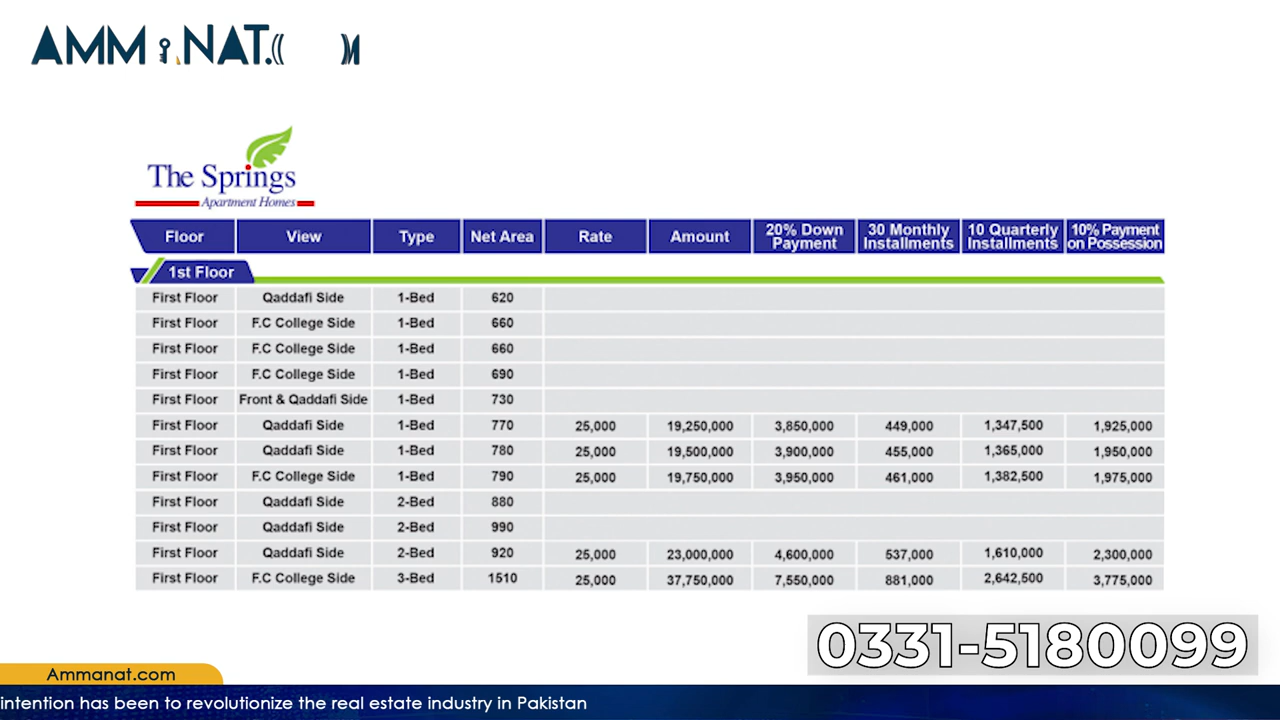 AMM NAT.
The Springs
Apartment Homes
Floor View Type Net Area Rate Amount 20% Down Payment 30 Monthly Installments 10 Quarterly Installments 10% Payment on Possession
1st Floor
First Floor Qaddafi Side 1-Bed 620
First Floor F.C College Side 1-Bed 660
First Floor F.C College Side 1-Bed 660
First Floor F.C College Side 1-Bed 690
First Floor Front & Qaddafi Side 1-Bed 730
First Floor Qaddafi Side 1-Bed 770 25,000 19,250,000 3,850,000 449,000 1,347,500 1,925,000
First Floor Qaddafi Side 1-Bed 780 25,000 19,500,000 3,900,000 455,000 1,365,000 1,950,000
First Floor F.C College Side 1-Bed 790 25,000 19,750,000 3,950,000 461,000 1,382,500 1,975,000
First Floor Qaddafi Side 2-Bed 880
First Floor Qaddafi Side 2-Bed 990
First Floor Qaddafi Side 2-Bed 920 25,000 23,000,000 4,600,000 537,000 1,610,000 2,300,000
First Floor F.C College Side 3-Bed 1510 25,000 37,750,000 7,550,000 881,000 2,642,500 3,775,000
0331-5180099
Ammanat.com
intention has been to revolutionize the real estate industry in Pakistan